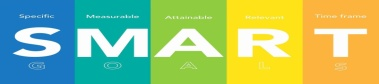 Specific Measurable Attainable Relevant Time frame
SMART
GOALS